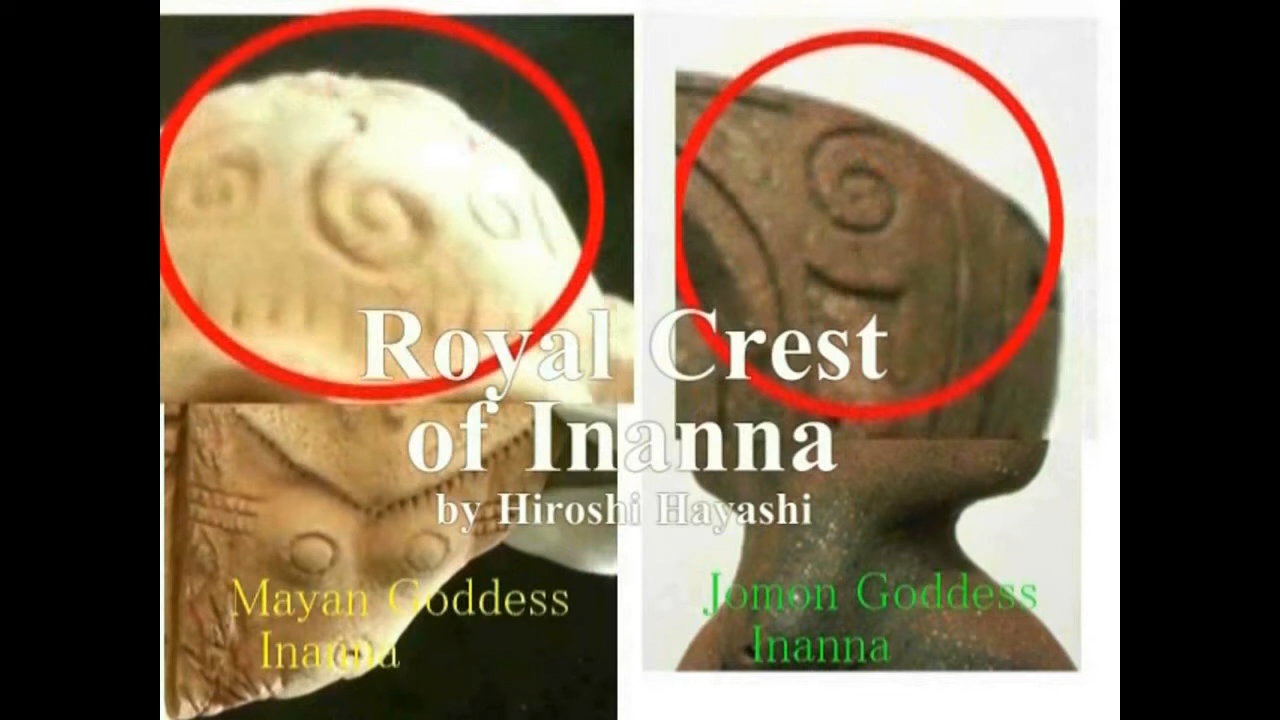 Royal Crest
of Inanna
by Hiroshi Hayashi
Mayan Goddess
Inanna
Jomon Goddess
Inanna